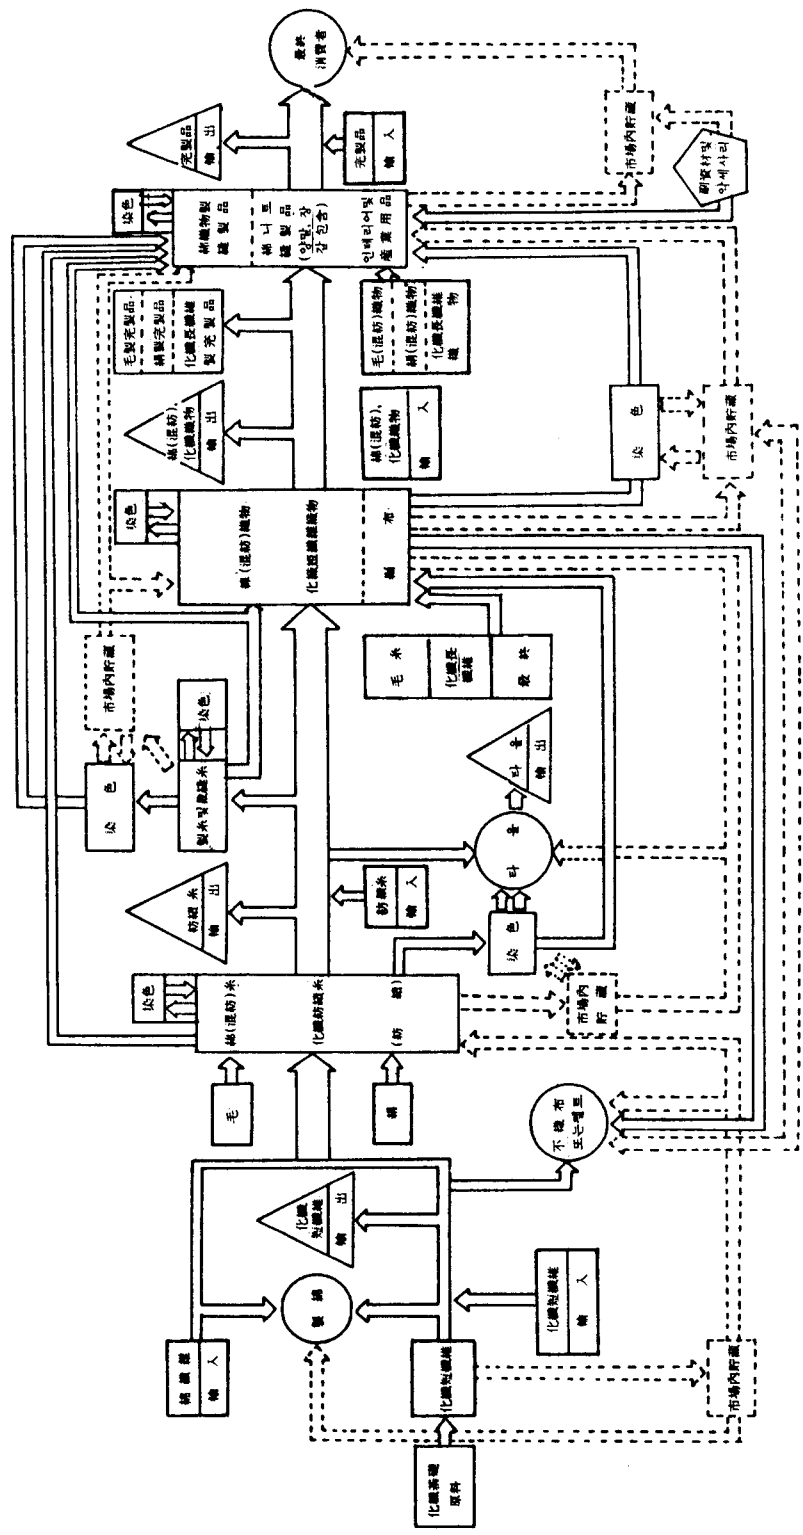 化纖基礎
原料
綿纖維
輸 入
化纖短纖維
市場內貯藏
製 綿
化纖短纖維
輸 入
化纖
短纖維
輸 出
毛
絹
不 織 布
또는펠트
染色
綿(混紡)糸
化纖紡績糸
(紡 績)
市場內
貯 藏
染 色
紡績糸
輸 出
紡績糸
輸 入
타 올
타 올
輸 出
染 色
製糸및裁縫糸
染色
市場內貯藏
毛 糸
化纖長
纖維
最 終
染色
綿(混紡)織物
化纖短纖維織物
製 布
綿(混紡),
化纖織物
輸 出
綿(混紡),
化纖織物
輸 入
染 色
市場內貯藏
毛製完製品
絹製完製品
化纖長纖維
製完製品
毛(混紡)織物
絹(混紡)織物
化纖長纖維
織 物
染色
綿織物製
縫製品
綿니트
縫製品
(양말,장
갑包含)
인테리어및
産業用品
完製品
輸 出
完製品
輸 入
副資材및
악세사리
市場內貯藏
最終
消費者